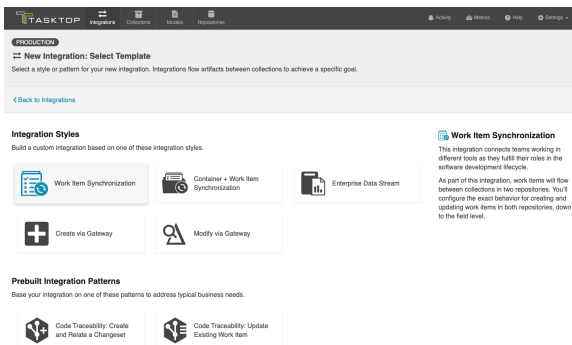 TASKTOP
Integrations
Collections
Models
Repositories
Activity
Metrics
Help
Settings
PRODUCTION
New Integration: Select Template
Select a style or pattern for your new integration. Integrations flow artifacts between collections to achieve a specific goal.
Back to Integrations
Integration Styles
Build a custom integration based on one of these integration styles.
Work Item Synchronization
Container + Work Item
Synchronization
Enterprise Data Stream
Create via Gateway
Modify via Gateway
Prebuilt Integration Patterns
Base your integration on one of these patterns to address typical business needs.
Code Traceability: Create
and Relate a Changeset
Code Traceability: Update
Existing Work Item
Work Item Synchronization
This integration connects teams working in
different tools as they fulfill their roles in the
software development lifecycle.
As part of this integration, work items will flow
between collections in two repositories. You'll
configure the exact behavior for creating and
updating work items in both repositories, down
to the field level.